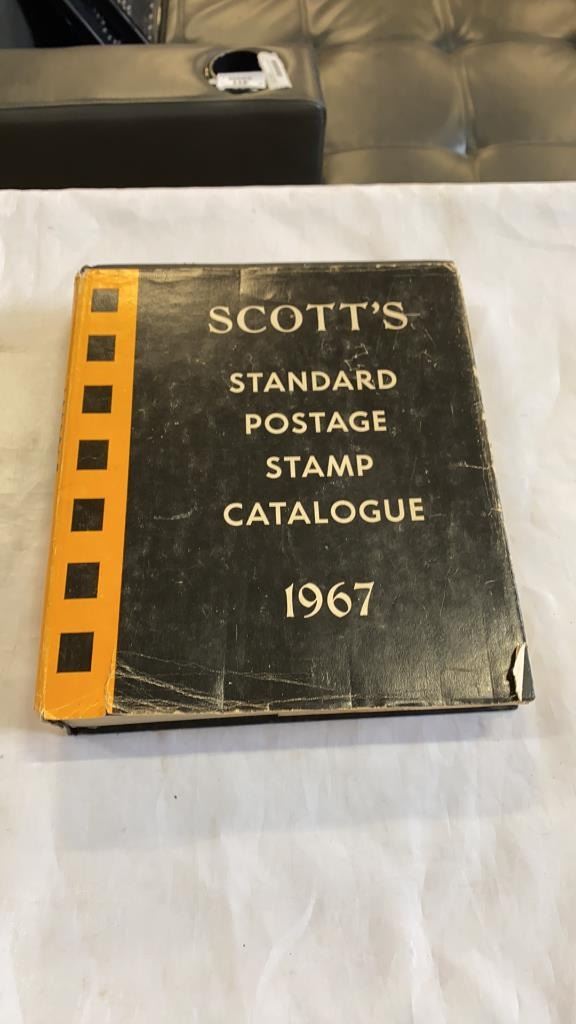 SCOTT'S
STANDARD
POSTAGE
STAMP
CATALOGUE
1967